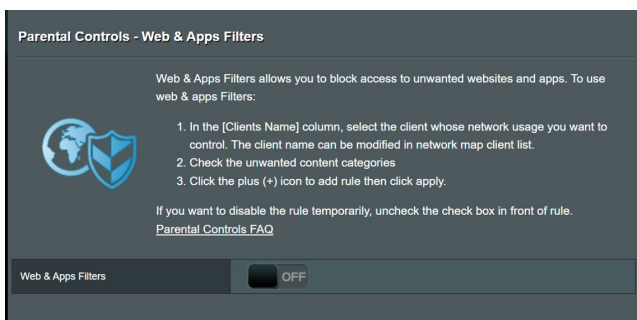 Parental Controls - Web & Apps Filters
Web & Apps Filters allows you to block access to unwanted websites and apps. To use
web & apps Filters:
1. In the [Clients Name] column, select the client whose network usage you want to
control. The client name can be modified in network map client list.
2. Check the unwanted content categories
3. Click the plus (+) icon to add rule then click apply.
If you want to disable the rule temporarily, uncheck the check box in front of rule.
Parental Controls FAQ
Web & Apps Filters
OFF